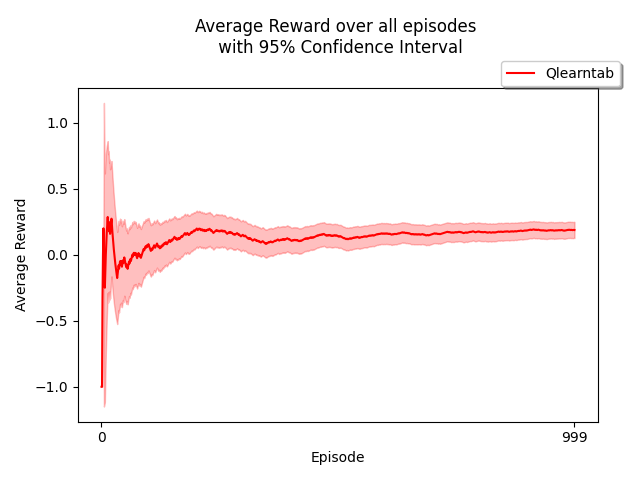 Average Reward over all episodes
with 95% Confidence Interval
Qlearntab
1.0
0.5
0.0
−0.5
−1.0
Average Reward
0
999
Episode